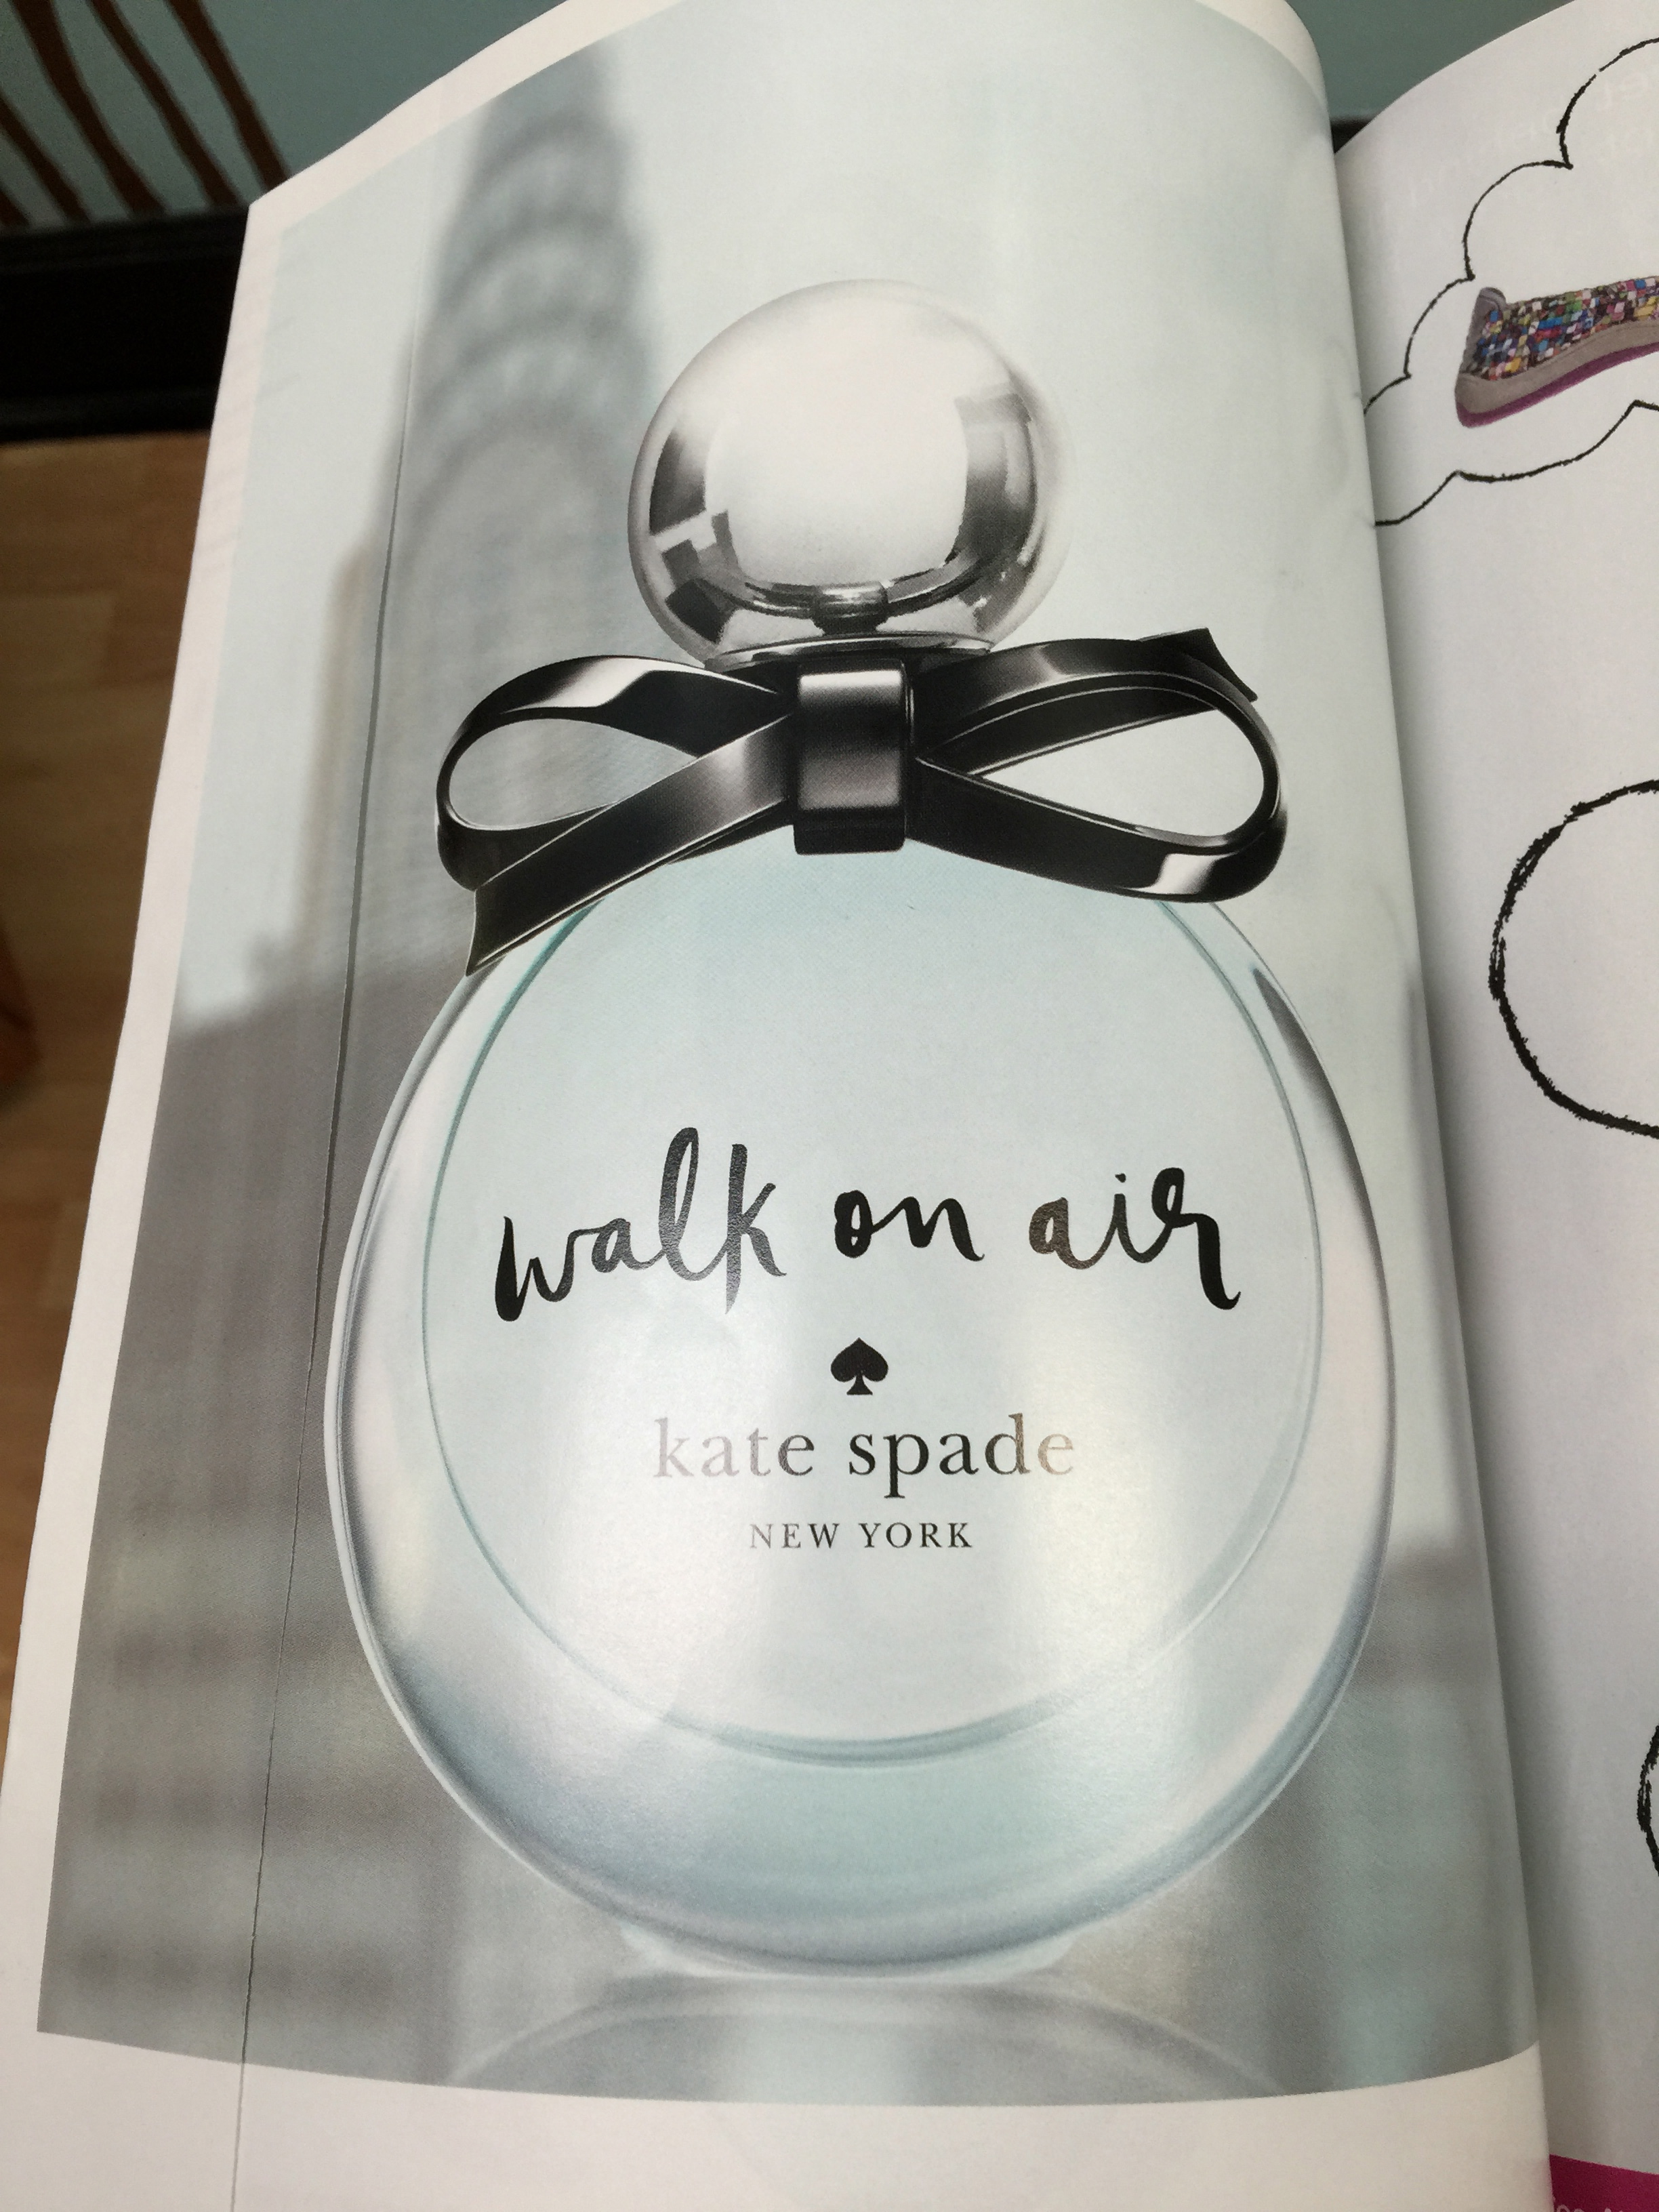 walk on air
kate spade
NEW YORK